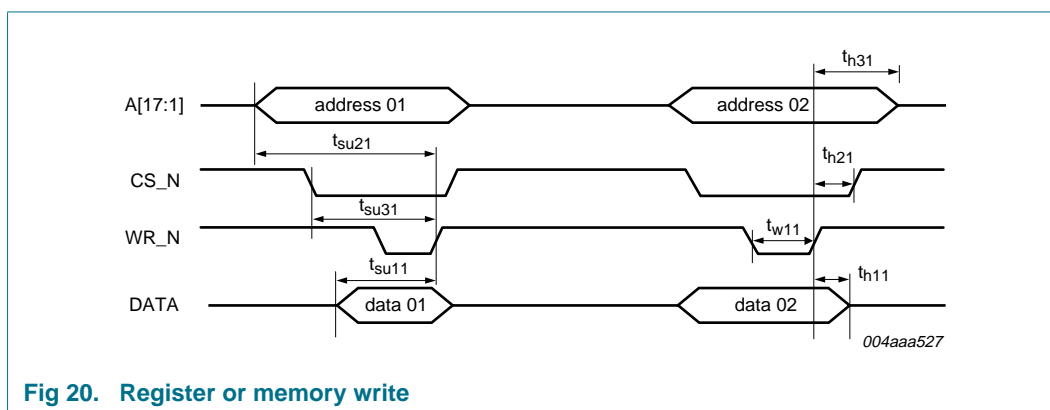 th31
A[17:1]
address 01
address 02
tsu21
th21
CS_N
tsu31
tw11
WR_N
tsu11
th11
DATA
data 01
data 02
004aaa527
Fig 20. Register or memory write